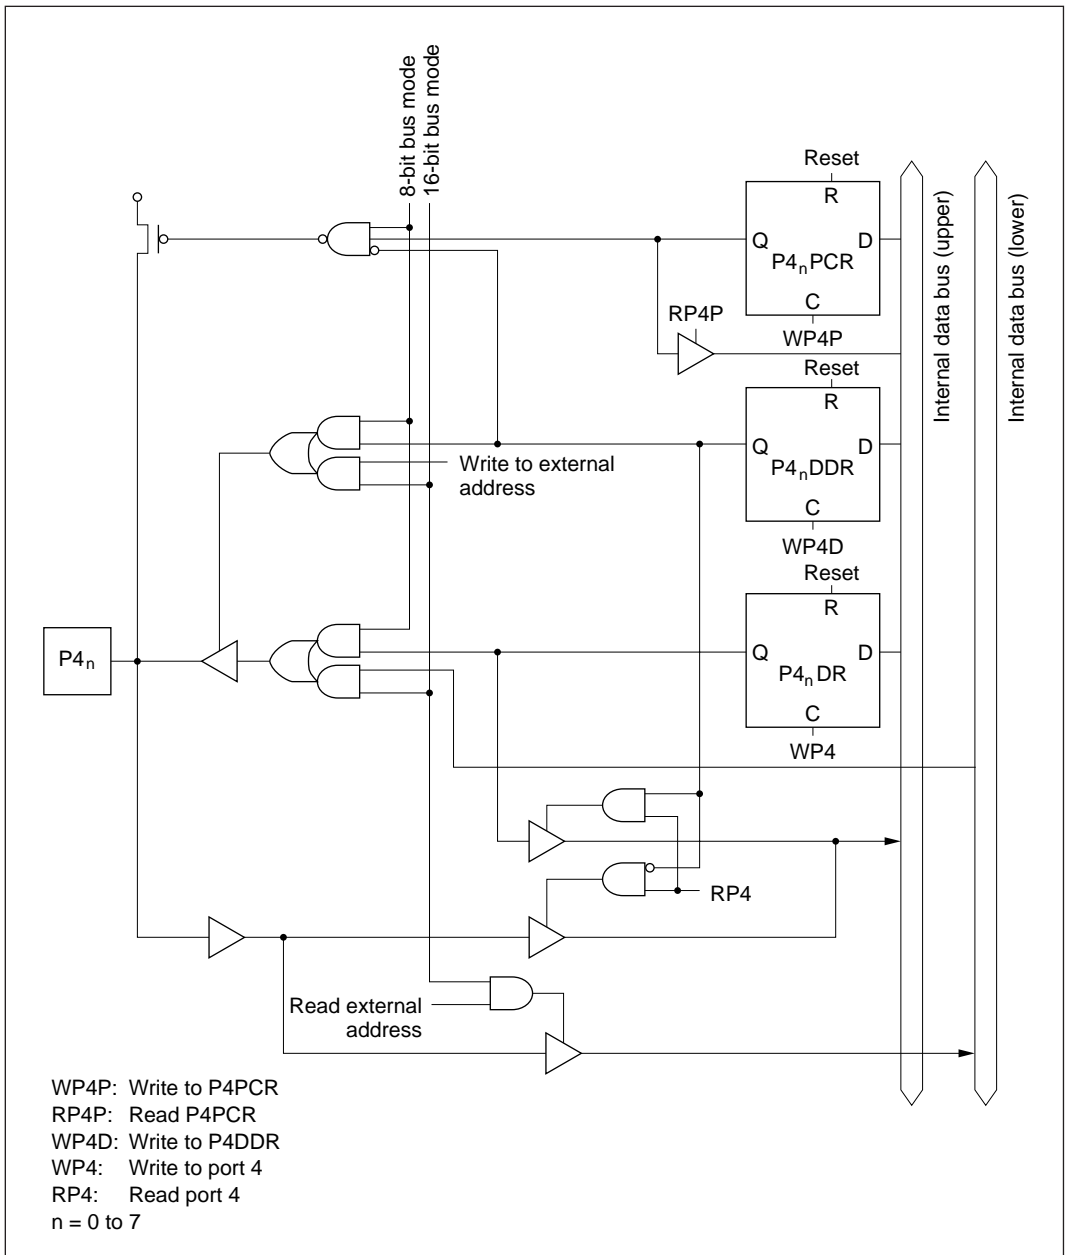 8-bit bus mode
16-bit bus mode
Reset
R
Q
D
P4nPCR
C
WP4P
RP4P
Internal data bus (upper)
Internal data bus (lower)
Reset
R
Q
D
P4nDDR
C
WP4D
Write to external
address
Reset
R
Q
D
P4nDR
C
WP4
P4n
RP4
Read external
address
WP4P: Write to P4PCR
RP4P: Read P4PCR
WP4D: Write to P4DDR
WP4: Write to port 4
RP4: Read port 4
n = 0 to 7